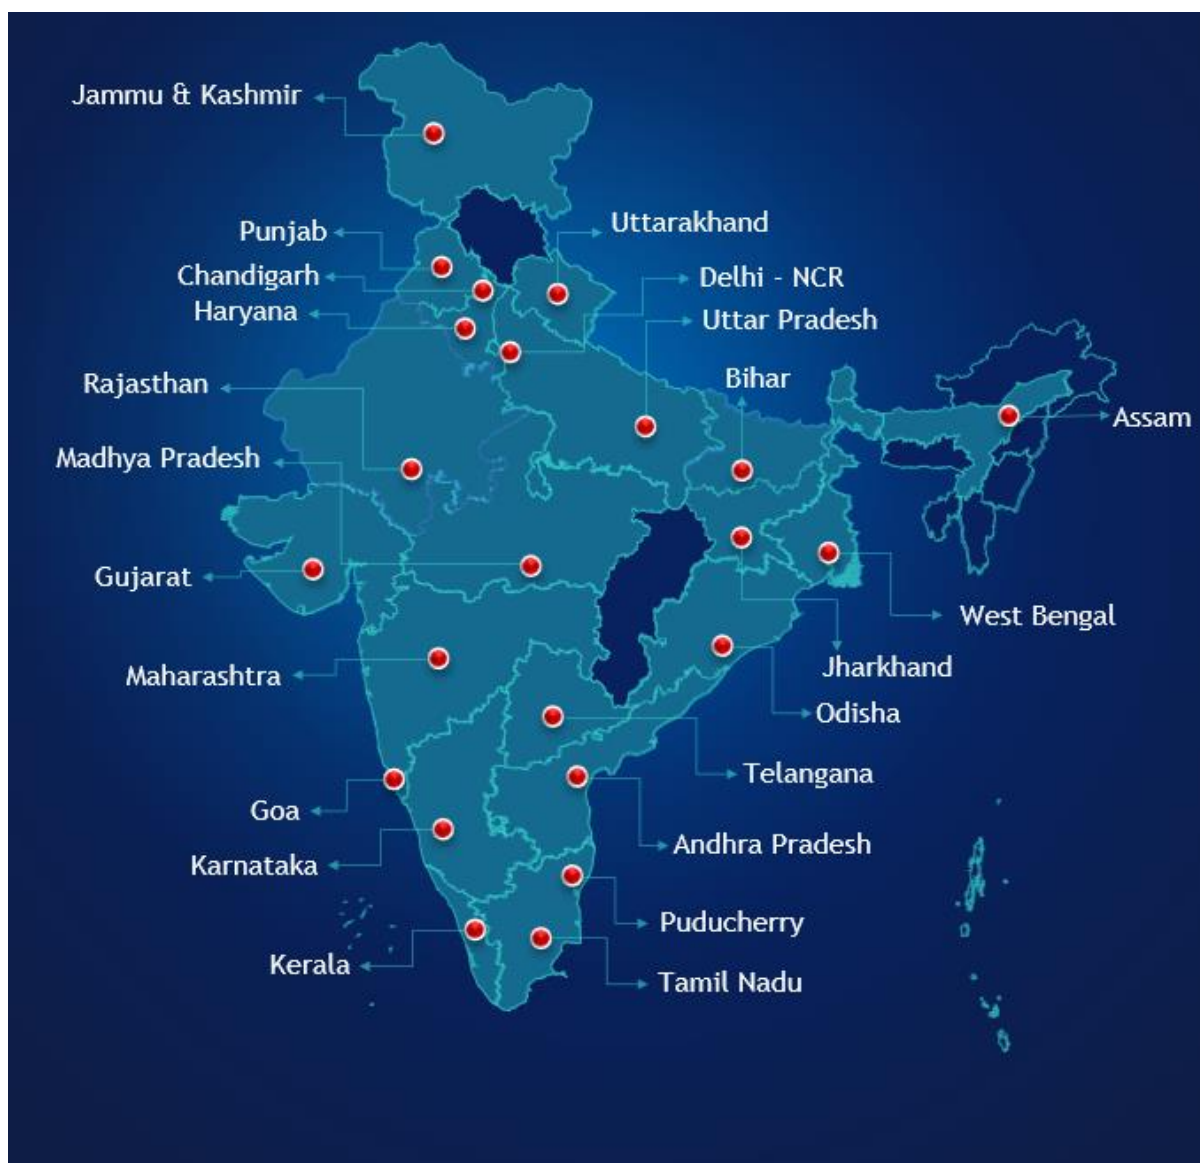 Jammu & Kashmir
Uttarakhand
Punjab
Delhi - NCR
Chandigarh
Haryana
Uttar Pradesh
Bihar
Rajasthan
Assam
Madhya Pradesh
Gujarat
West Bengal
Jharkhand
Maharashtra
Odisha
Telangana
Goa
Andhra Pradesh
Karnataka
Puducherry
Kerala
Tamil Nadu